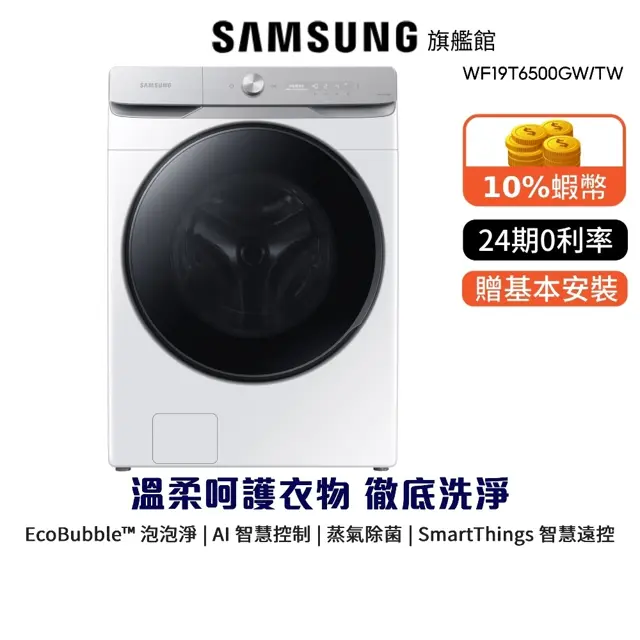 SAMSUNG 旗艦館
WF19T6500GW/TW
SAMSUNG
10%蝦幣
24期0利率
贈基本安裝
溫柔呵護衣物 徹底洗淨
EcoBubble™ 泡泡淨 | AI 智慧控制 | 蒸氣除菌 | SmartThings 智慧遠控